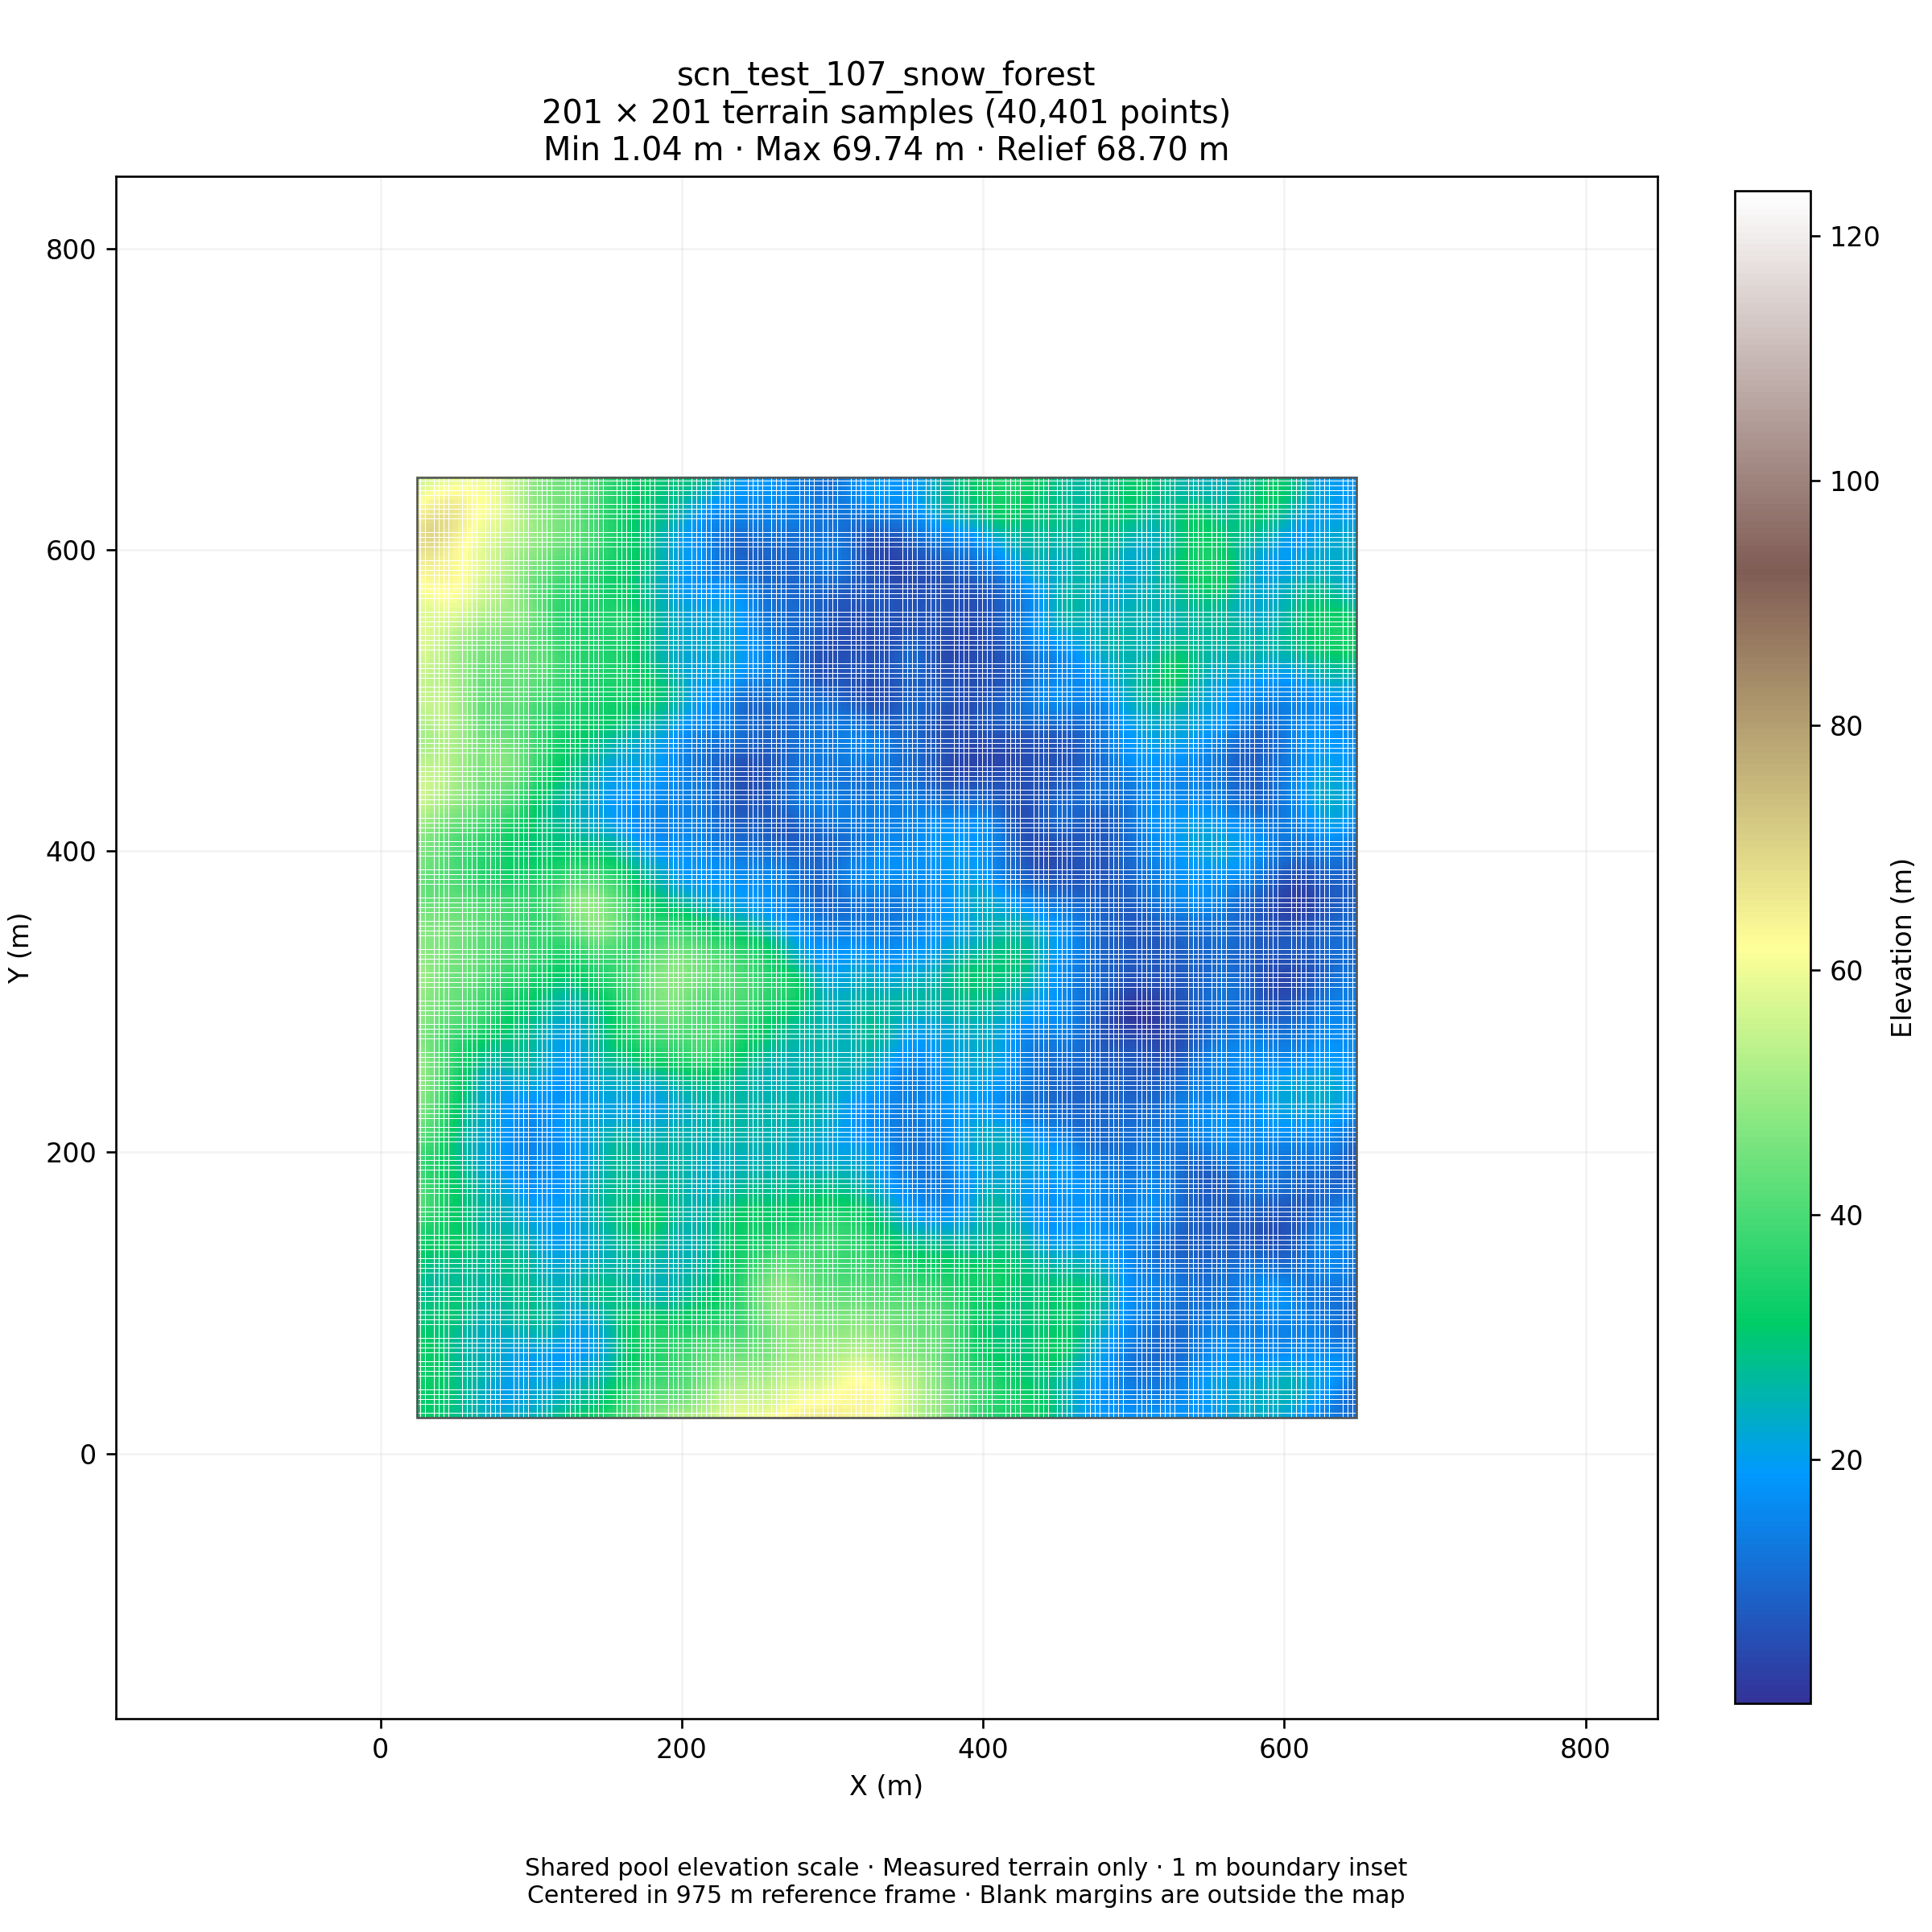 scn_test_107_snow_forest
201 × 201 terrain samples (40,401 points)
Min 1.04 m · Max 69.74 m · Relief 68.70 m
800
600
400
200
0
Y (m)
0
200
400
600
800
X (m)
120
100
80
60
40
20
Elevation (m)
Shared pool elevation scale · Measured terrain only · 1 m boundary inset
Centered in 975 m reference frame · Blank margins are outside the map